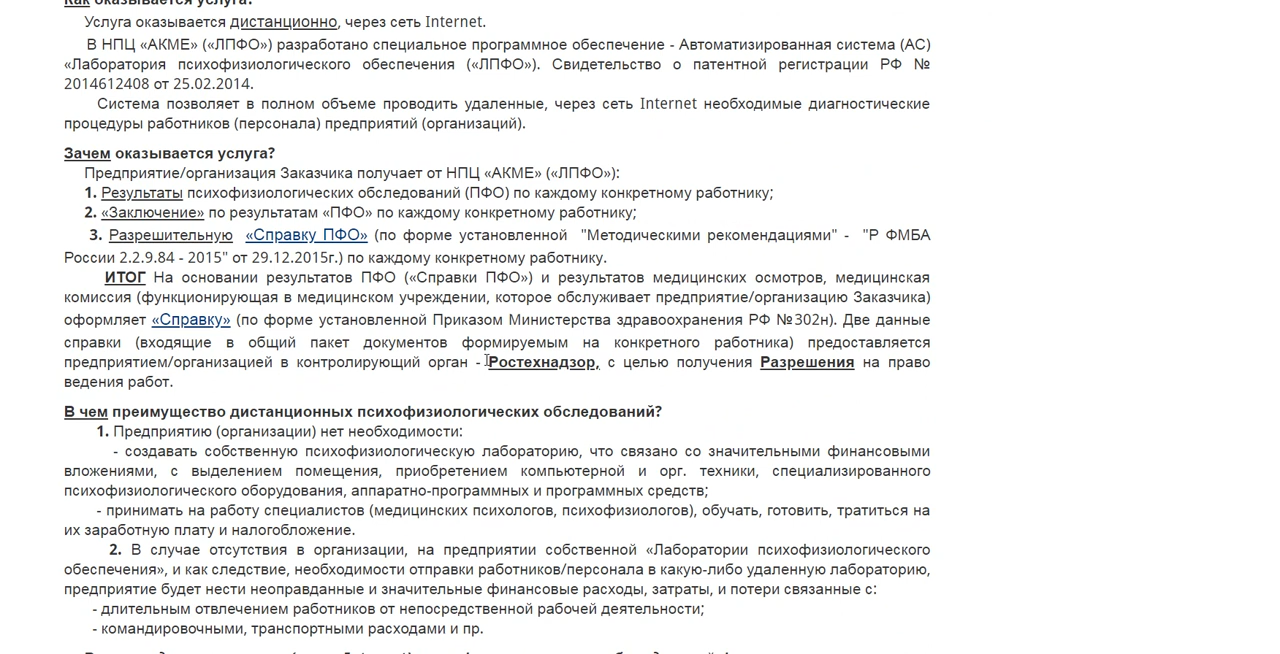 Как оказывается услуга?
Услуга оказывается дистанционно, через сеть Internet.
В НПЦ «АКМЕ» («ЛПФО») разработано специальное программное обеспечение - Автоматизированная система (АС)
«Лаборатория психофизиологического обеспечения («ЛПФО»). Свидетельство о патентной регистрации РФ №
2014612408 от 25.02.2014.
Система позволяет в полном объеме проводить удаленные, через сеть Internet необходимые диагностические
процедуры работников (персонала) предприятий (организаций).
Зачем оказывается услуга?
Предприятие/организация Заказчика получает от НПЦ «АКМЕ» («ЛПФО»):
1. Результаты психофизиологических обследований (ПФО) по каждому конкретному работнику;
2. «Заключение» по результатам «ПФО» по каждому конкретному работнику;
3. Разрешительную «Справку ПФО» (по форме установленной "Методическими рекомендациями" - "Р ФМБА
России 2.2.9.84 - 2015" от 29.12.2015г.) по каждому конкретному работнику.
ИТОГ На основании результатов ПФО («Справки ПФО») и результатов медицинских осмотров, медицинская
комиссия (функционирующая в медицинском учреждении, которое обслуживает предприятие/организацию Заказчика)
оформляет «Справку» (по форме установленной Приказом Министерства здравоохранения РФ №302н). Две данные
справки (входящие в общий пакет документов формируемым на конкретного работника) предоставляется
предприятием/организацией в контролирующий орган - Ростехнадзор, с целью получения Разрешения на право
ведения работ.
В чем преимущество дистанционных психофизиологических обследований?
1. Предприятию (организации) нет необходимости:
- создавать собственную психофизиологическую лабораторию, что связано со значительными финансовыми
вложениями, с выделением помещения, приобретением компьютерной и орг. техники, специализированного
психофизиологического оборудования, аппаратно-программных и программных средств;
- принимать на работу специалистов (медицинских психологов, психофизиологов), обучать, готовить, тратиться на
их заработную плату и налогобложение.
2. В случае отсутствия в организации, на предприятии собственной «Лаборатории психофизиологического
обеспечения», и как следствие, необходимости отправки работников/персонала в какую-либо удаленную лабораторию,
предприятие будет нести неоправданные и значительные финансовые расходы, затраты, и потери связанные с:
- длительным отвлечением работников от непосредственной рабочей деятельности;
- командировочными, транспортными расходами и пр.